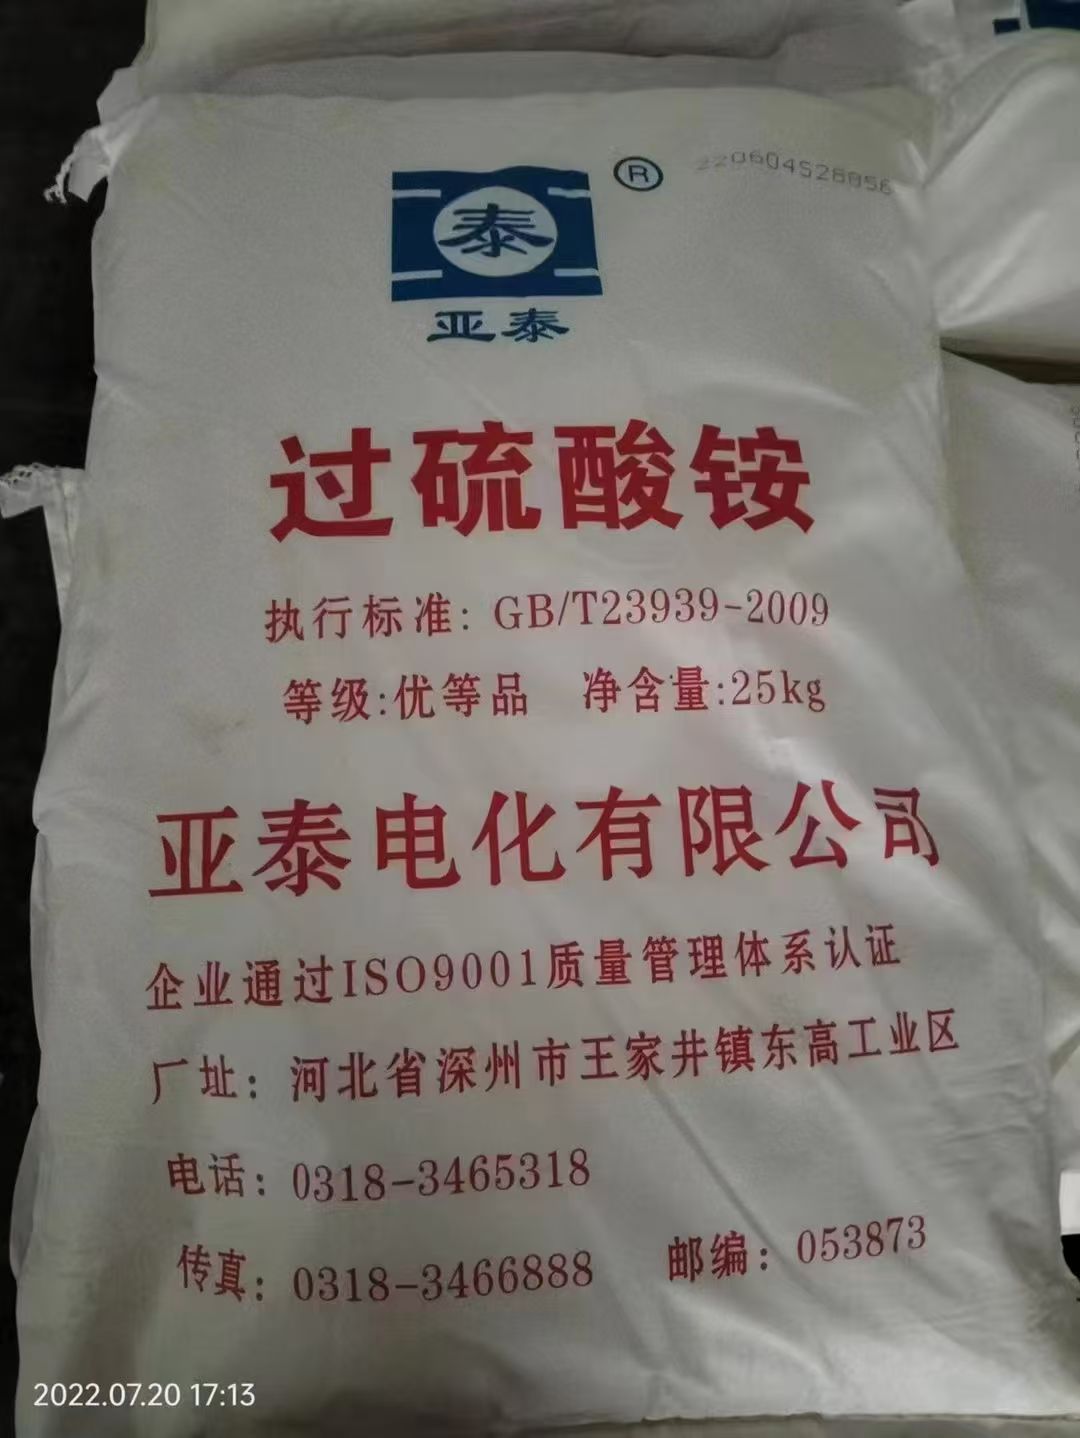 泰
®
220604528856
亚泰
过硫酸铵
执行标准: GB/T23939-2009
等级:优等品 净含量:25kg
亚泰电化有限公司
企业通过ISO9001质量管理体系认证
厂址: 河北省深州市王家井镇东高工业区
电话: 0318-3465318
传真: 0318-3466888 邮编: 053873
2022.07.20 17:13